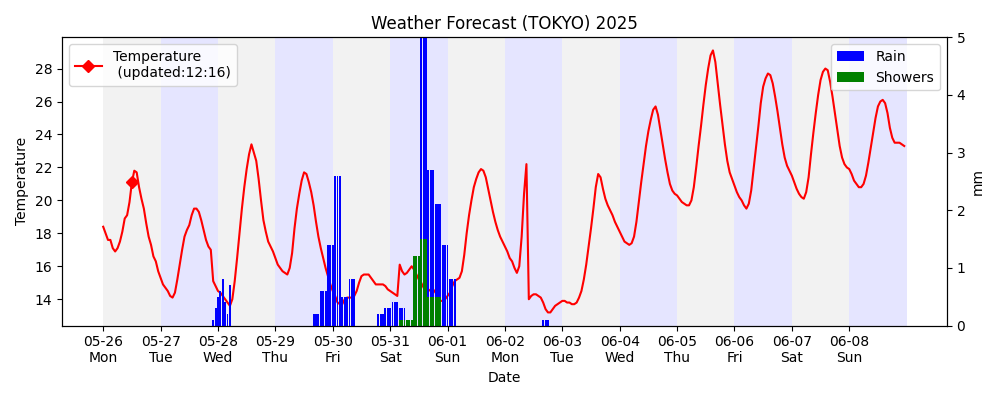 Weather Forecast (TOKYO) 2025
Temperature
(updated:12:16)
Rain
Showers
Temperature
28
26
24
22
20
18
16
14
5
4
3
2
1
0
mm
05-26 05-27 05-28 05-29 05-30 05-31 06-01 06-02 06-03 06-04 06-05 06-06 06-07 06-08
Mon Tue Wed Thu Fri Sat Sun Mon Tue Wed Thu Fri Sat Sun
Date